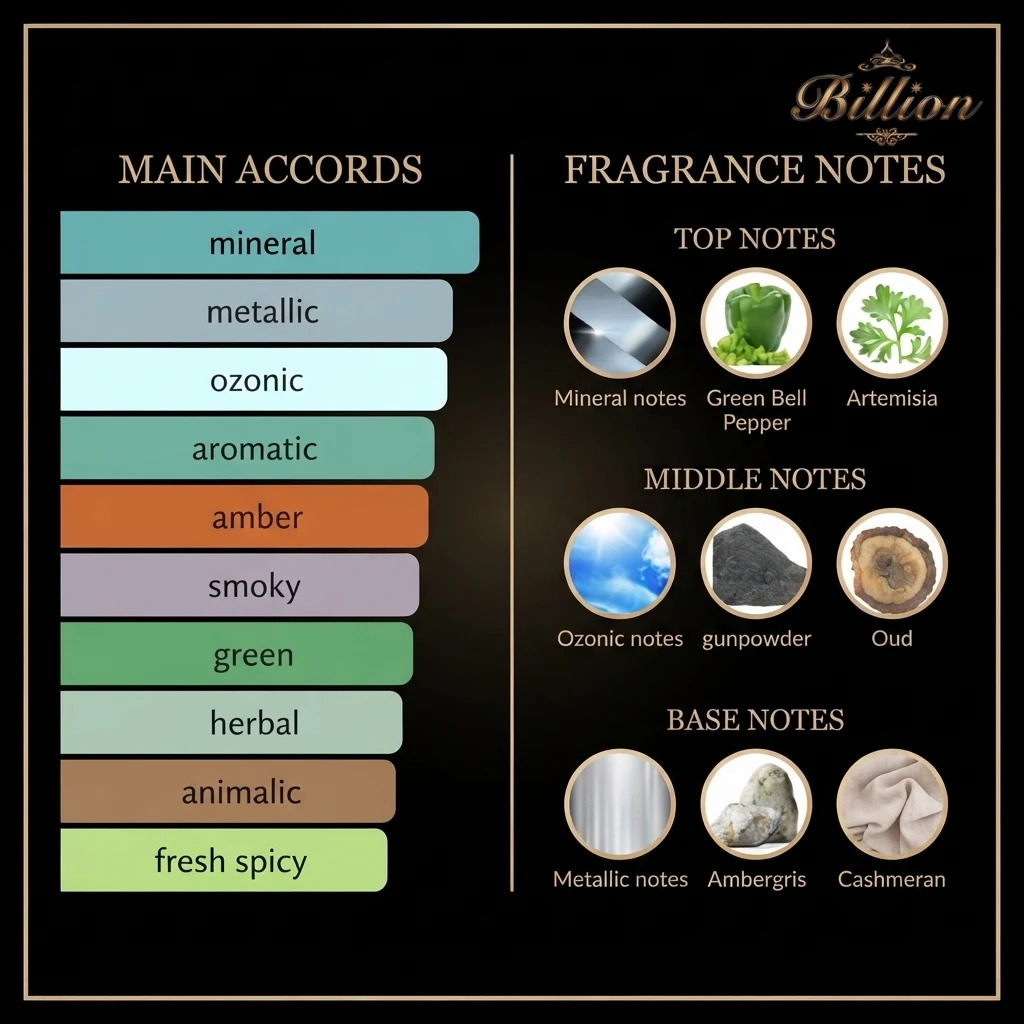 Billion
MAIN ACCORDS
mineral
metallic
ozonic
aromatic
amber
smoky
green
herbal
animalic
fresh spicy
FRAGRANCE NOTES
TOP NOTES
Mineral notes
Green Bell
Pepper
Artemisia
MIDDLE NOTES
Ozonic notes
gunpowder
Oud
BASE NOTES
Metallic notes
Ambergris
Cashmeran